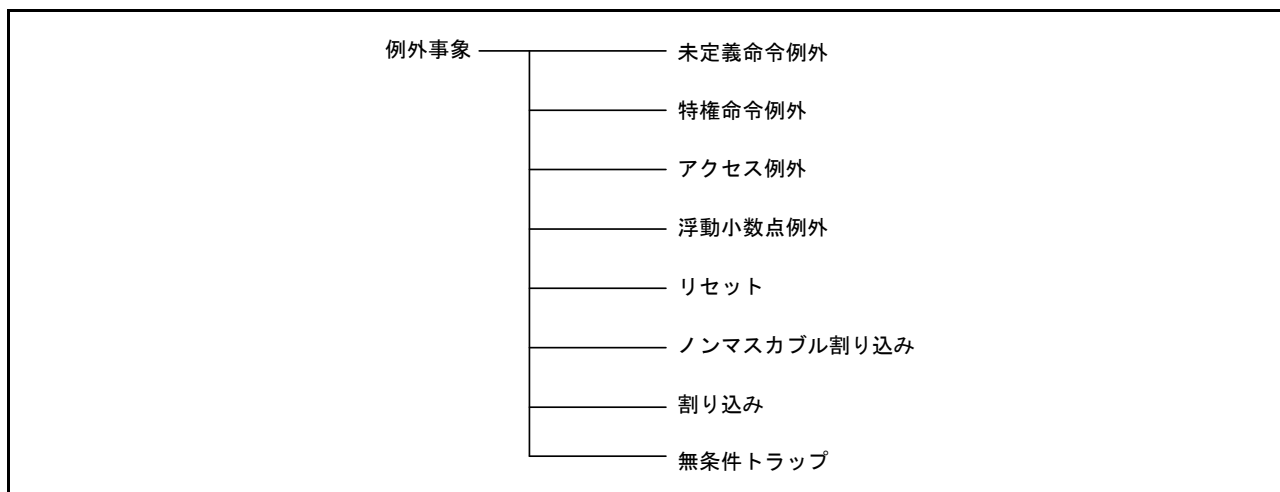 例外事象
未定義命令例外
特権命令例外
アクセス例外
浮動小数点例外
リセット
ノンマスカブル割り込み
割り込み
無条件トラップ